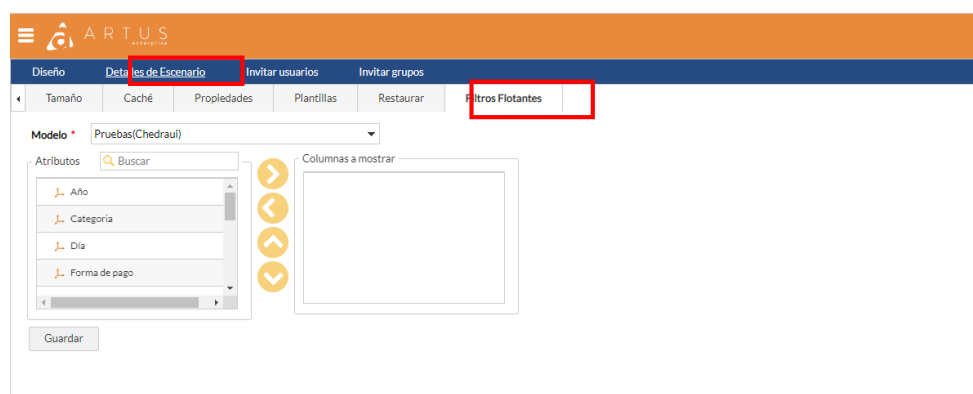 ARTUS
enterprise
Diseño Detalles de Escenario Invitar usuarios Invitar grupos
Tamaño Caché Propiedades Plantillas Restaurar Filtros Flotantes
Modelo * Pruebas(Chedraui)
Atributos Buscar Columnas a mostrar
Año
Categoria
Día
Forma de pago
Guardar